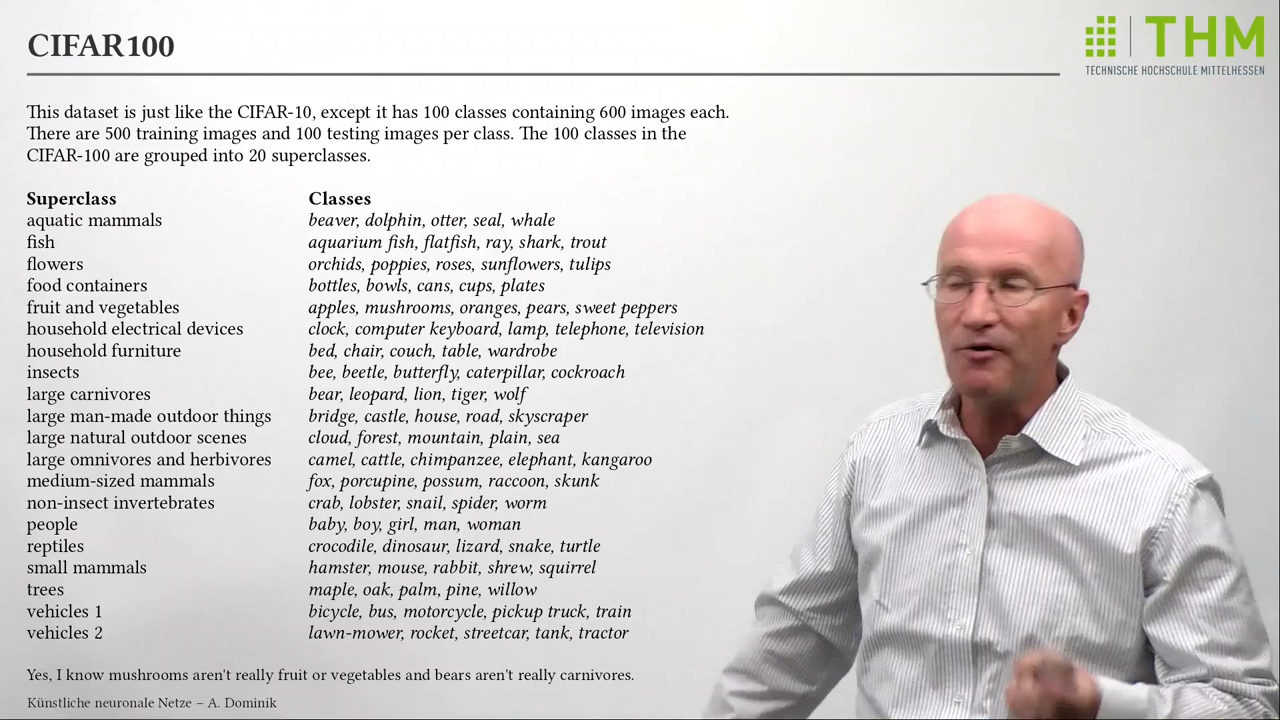 CIFAR100
THM
TECHNISCHE HOCHSCHULE MITTELHESSEN
This dataset is just like the CIFAR-10, except it has 100 classes containing 600 images each.
There are 500 training images and 100 testing images per class. The 100 classes in the
CIFAR-100 are grouped into 20 superclasses.
Superclass Classes
aquatic mammals beaver, dolphin, otter, seal, whale
fish aquarium fish, flatfish, ray, shark, trout
flowers orchids, poppies, roses, sunflowers, tulips
food containers bottles, bowls, cans, cups, plates
fruit and vegetables apples, mushrooms, oranges, pears, sweet peppers
household electrical devices clock, computer keyboard, lamp, telephone, television
household furniture bed, chair, couch, table, wardrobe
insects bee, beetle, butterfly, caterpillar, cockroach
large carnivores bear, leopard, lion, tiger, wolf
large man-made outdoor things bridge, castle, house, road, skyscraper
large natural outdoor scenes cloud, forest, mountain, plain, sea
large omnivores and herbivores camel, cattle, chimpanzee, elephant, kangaroo
medium-sized mammals fox, porcupine, possum, raccoon, skunk
non-insect invertebrates crab, lobster, snail, spider, worm
people baby, boy, girl, man, woman
reptiles crocodile, dinosaur, lizard, snake, turtle
small mammals hamster, mouse, rabbit, shrew, squirrel
trees maple, oak, palm, pine, willow
vehicles 1 bicycle, bus, motorcycle, pickup truck, train
vehicles 2 lawn-mower, rocket, streetcar, tank, tractor
Yes, I know mushrooms aren't really fruit or vegetables and bears aren't really carnivores.
Künstliche neuronale Netze – A. Dominik